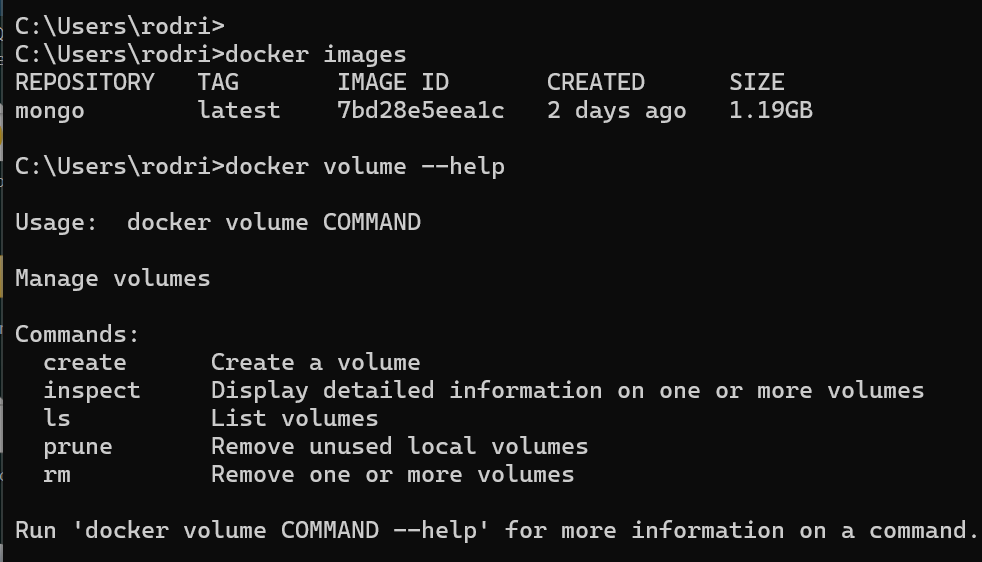 C:\Users\rodri>
C:\Users\rodri>docker images
REPOSITORY   TAG       IMAGE ID       CREATED      SIZE
mongo        latest    7bd28e5eea1c   2 days ago   1.19GB
C:\Users\rodri>docker volume --help
Usage:  docker volume COMMAND
Manage volumes
Commands:
  create      Create a volume
  inspect     Display detailed information on one or more volumes
  ls          List volumes
  prune       Remove unused local volumes
  rm          Remove one or more volumes
Run 'docker volume COMMAND --help' for more information on a command.